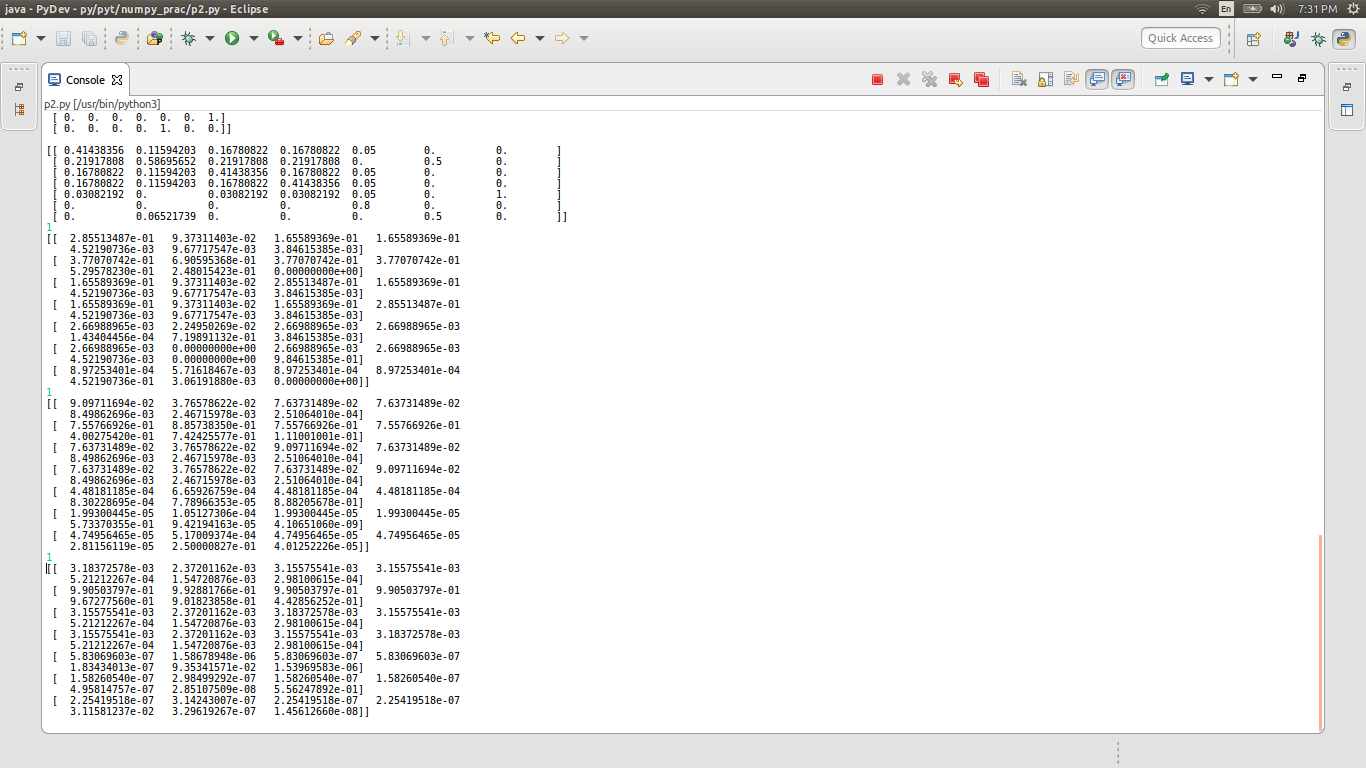 java - PyDev - py/pyt/numpy_prac/p2.py - Eclipse
En
7:31 PM
Quick Access
Console
p2.py [/usr/bin/python3]
[ 0. 0. 0. 0. 0. 0. 1.]
[ 0. 0. 0. 0. 1. 0. 0.]]
[[ 0.41438356 0.11594203 0.16780822 0.16780822 0.05 0. 0. ]
[ 0.21917808 0.58695652 0.21917808 0.21917808 0. 0.5 0. ]
[ 0.16780822 0.11594203 0.41438356 0.16780822 0.05 0. 0. ]
[ 0.16780822 0.11594203 0.16780822 0.41438356 0.05 0. 0. ]
[ 0.03082192 0. 0.03082192 0.03082192 0.05 0. 1. ]
[ 0. 0. 0. 0. 0.8 0. 0. ]
[ 0. 0.06521739 0. 0. 0. 0.5 0. ]]
1
[[ 2.85513487e-01 9.37311403e-02 1.65589369e-01 1.65589369e-01
4.52190736e-03 9.67717547e-03 3.84615385e-03]
[ 3.77070742e-01 6.90595368e-01 3.77070742e-01 3.77070742e-01
5.29578230e-01 2.48015423e-01 0.00000000e+00]
[ 1.65589369e-01 9.37311403e-02 2.85513487e-01 1.65589369e-01
4.52190736e-03 9.67717547e-03 3.84615385e-03]
[ 1.65589369e-01 9.37311403e-02 1.65589369e-01 2.85513487e-01
4.52190736e-03 9.67717547e-03 3.84615385e-03]
[ 2.66988965e-03 2.24950269e-02 2.66988965e-03 2.66988965e-03
1.43404456e-04 7.19891132e-01 3.84615385e-03]
[ 2.66988965e-03 0.00000000e+00 2.66988965e-03 2.66988965e-03
4.52190736e-03 0.00000000e+00 9.84615385e-01]
[ 8.97253401e-04 5.71618467e-03 8.97253401e-04 8.97253401e-04
4.52190736e-01 3.06191880e-03 0.00000000e+00]]
1
[[ 9.09711694e-02 3.76578622e-02 7.63731489e-02 7.63731489e-02
8.49862696e-03 2.46715978e-03 2.51064010e-04]
[ 7.55766926e-01 8.85738350e-01 7.55766926e-01 7.55766926e-01
4.00275420e-01 7.42425577e-01 1.11001001e-01]
[ 7.63731489e-02 3.76578622e-02 9.09711694e-02 7.63731489e-02
8.49862696e-03 2.46715978e-03 2.51064010e-04]
[ 7.63731489e-02 3.76578622e-02 7.63731489e-02 9.09711694e-02
8.49862696e-03 2.46715978e-03 2.51064010e-04]
[ 4.48181185e-04 6.65926759e-04 4.48181185e-04 4.48181185e-04
8.30228695e-04 7.78966353e-05 8.88205678e-01]
[ 1.99300445e-05 1.05127306e-04 1.99300445e-05 1.99300445e-05
5.73370355e-01 9.42194163e-05 4.10651060e-09]
[ 4.74956465e-05 5.17009374e-04 4.74956465e-05 4.74956465e-05
2.81156119e-05 2.50000827e-01 4.01252226e-05]]
1
[[ 3.18372578e-03 2.37201162e-03 3.15575541e-03 3.15575541e-03
5.21212267e-04 1.54720876e-03 2.98100615e-04]
[ 9.90503797e-01 9.92881766e-01 9.90503797e-01 9.90503797e-01
9.67277560e-01 9.01823858e-01 4.42856252e-01]
[ 3.15575541e-03 2.37201162e-03 3.18372578e-03 3.15575541e-03
5.21212267e-04 1.54720876e-03 2.98100615e-04]
[ 3.15575541e-03 2.37201162e-03 3.15575541e-03 3.18372578e-03
5.21212267e-04 1.54720876e-03 2.98100615e-04]
[ 5.83069603e-07 1.58678948e-06 5.83069603e-07 5.83069603e-07
1.83434013e-07 9.35341571e-02 1.53969583e-06]
[ 1.58260540e-07 2.98499292e-07 1.58260540e-07 1.58260540e-07
4.95814757e-07 2.85107509e-08 5.56247892e-01]
[ 2.25419518e-07 3.14243007e-07 2.25419518e-07 2.25419518e-07
3.11581237e-02 3.29619267e-07 1.45612660e-08]]